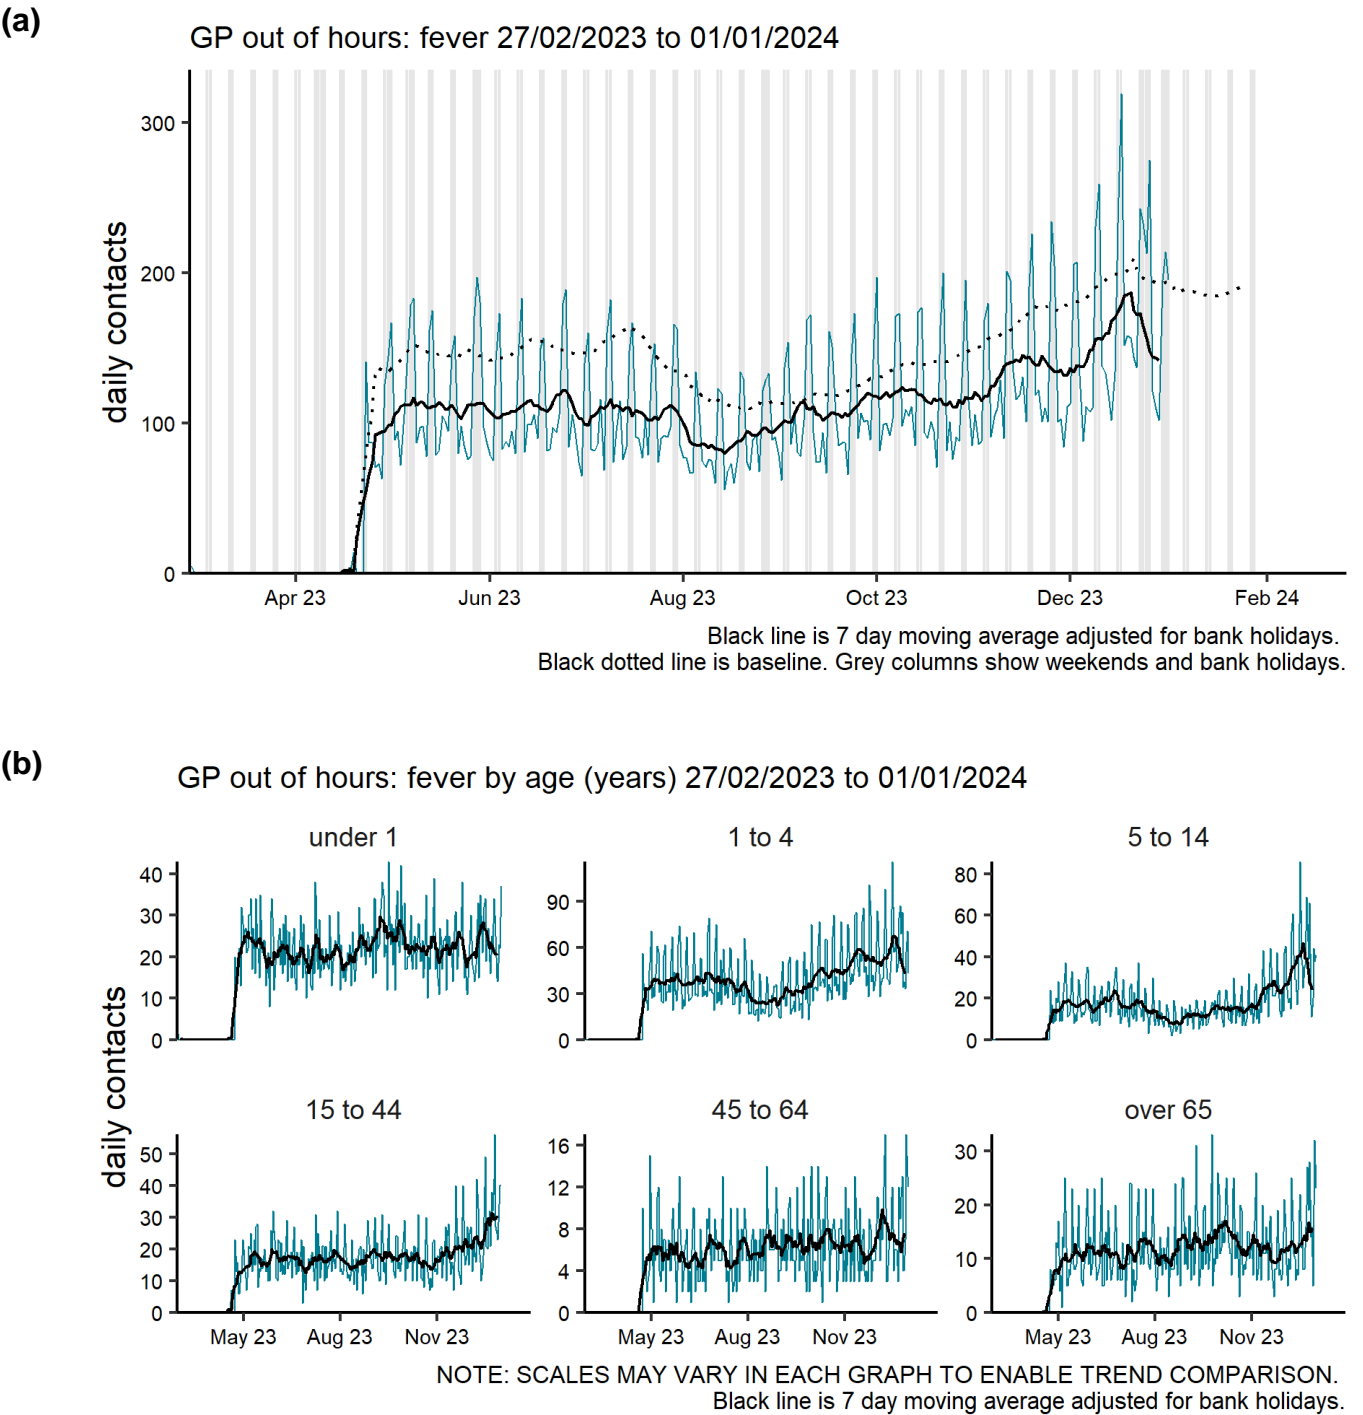 (a)
GP out of hours: fever 27/02/2023 to 01/01/2024
daily contacts
300
200
100
0
Apr 23 Jun 23 Aug 23 Oct 23 Dec 23 Feb 24
Black line is 7 day moving average adjusted for bank holidays.
Black dotted line is baseline. Grey columns show weekends and bank holidays.
(b)
GP out of hours: fever by age (years) 27/02/2023 to 01/01/2024
daily contacts
under 1
40
30
20
10
0
1 to 4
90
60
30
0
5 to 14
80
60
40
20
0
15 to 44
50
40
30
20
10
0
May 23 Aug 23 Nov 23
45 to 64
16
12
8
4
0
May 23 Aug 23 Nov 23
over 65
30
20
10
0
May 23 Aug 23 Nov 23
NOTE: SCALES MAY VARY IN EACH GRAPH TO ENABLE TREND COMPARISON.
Black line is 7 day moving average adjusted for bank holidays.